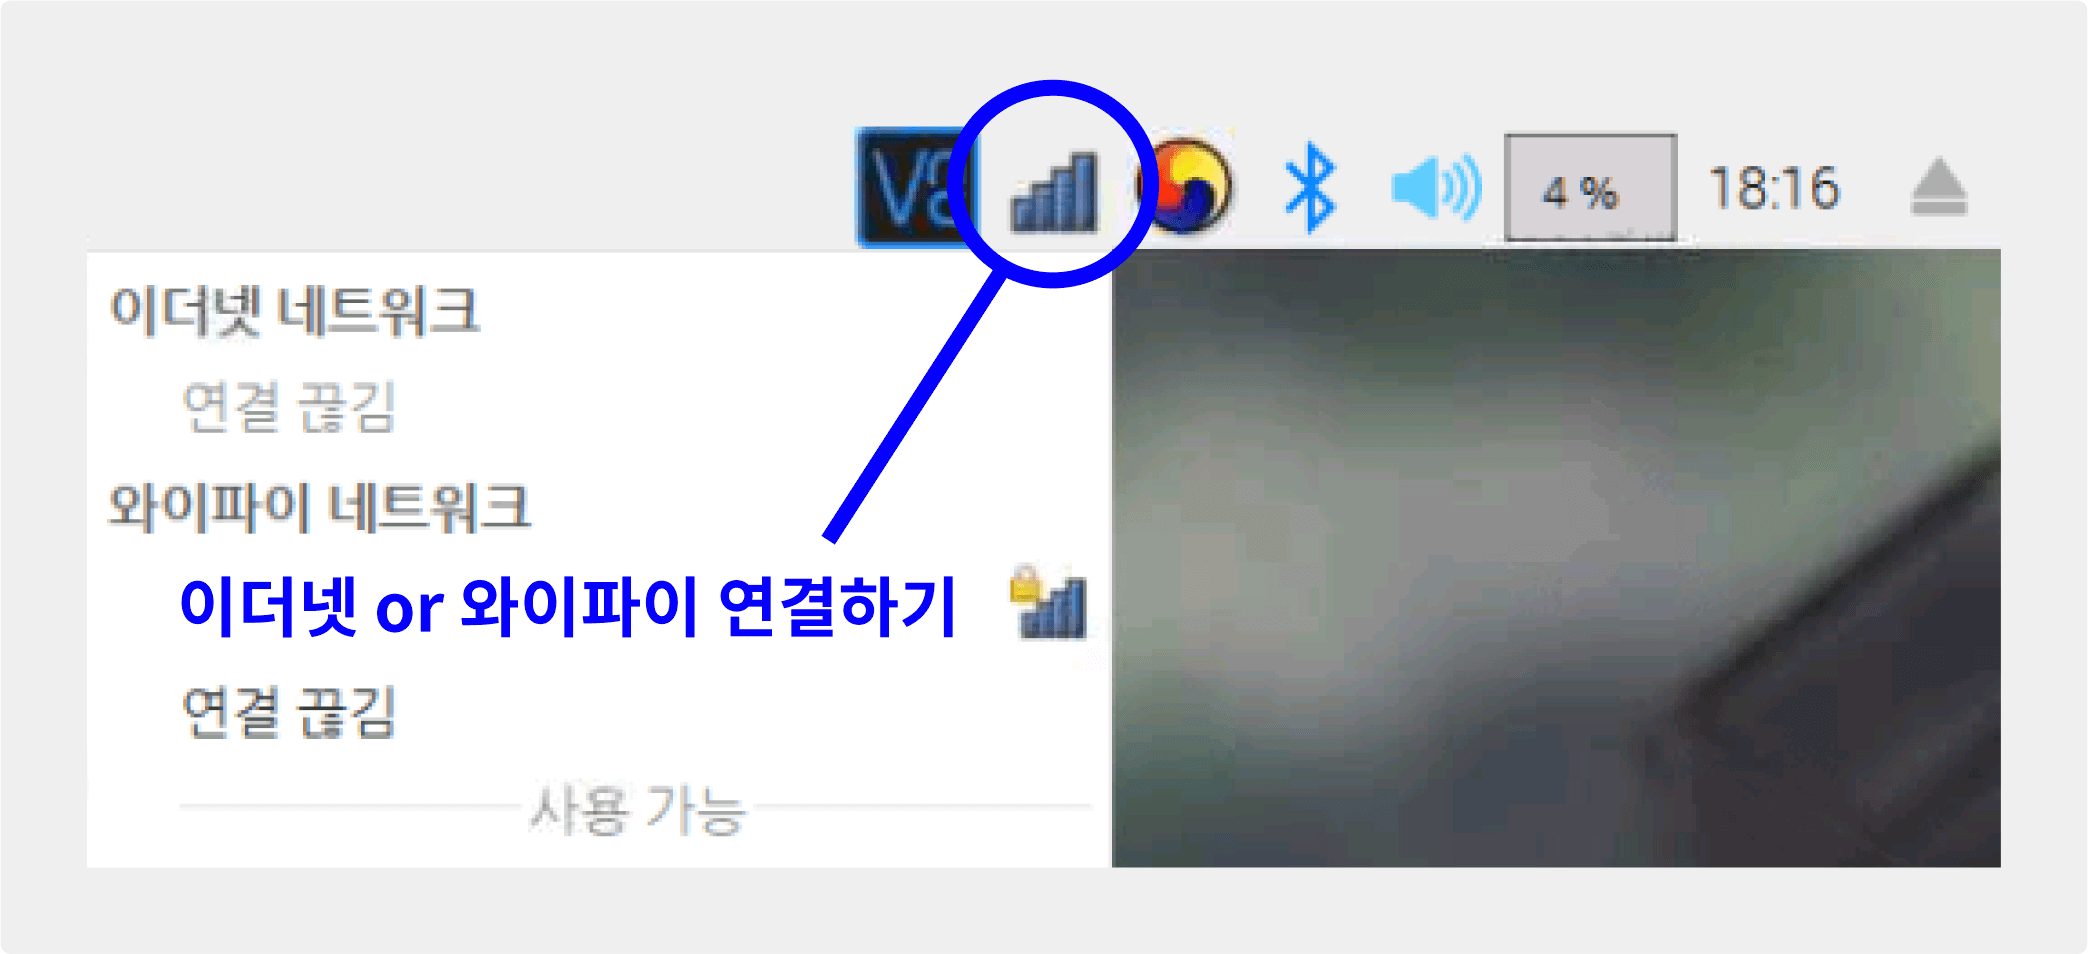 4 %
18:16
이더넷 네트워크
연결 끊김
와이파이 네트워크
이더넷 or 와이파이 연결하기
연결 끊김
사용 가능